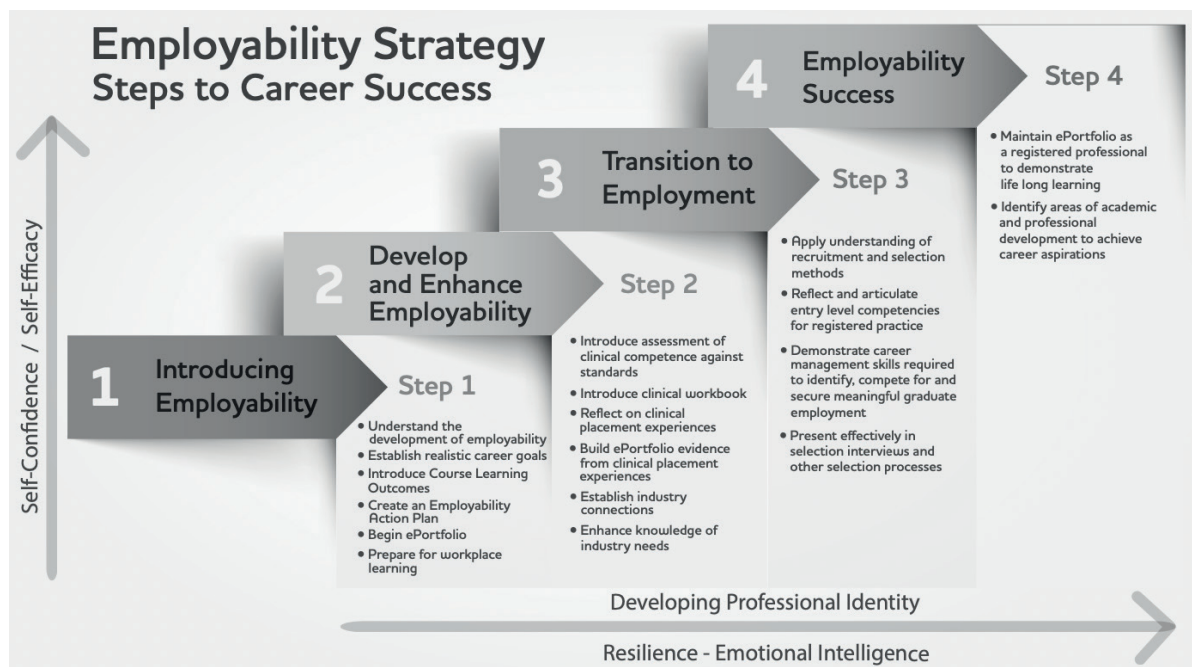 Employability Strategy
Steps to Career Success
Self-Confidence / Self-Efficacy
1
Introducing
Employability
Step 1
• Understand the
development of employability
• Establish realistic career goals
• Introduce Course Learning
Outcomes
• Create an Employability
Action Plan
• Begin ePortfolio
• Prepare for workplace
learning
2
Develop
and Enhance
Employability
Step 2
• Introduce assessment of
clinical competence against
standards
• Introduce clinical workbook
• Reflect on clinical
placement experiences
• Build ePortfolio evidence
from clinical placement
experiences
• Establish industry
connections
• Enhance knowledge of
industry needs
3
Transition to
Employment
Step 3
• Apply understanding of
recruitment and selection
methods
• Reflect and articulate
entry level competencies
for registered practice
• Demonstrate career
management skills required
to identify, compete for and
secure meaningful graduate
employment
• Present effectively in
selection interviews and
other selection processes
4
Employability
Success
Step 4
• Maintain ePortfolio as
a registered professional
to demonstrate
life long learning
• Identify areas of academic
and professional
development to achieve
career aspirations
Developing Professional Identity
Resilience - Emotional Intelligence